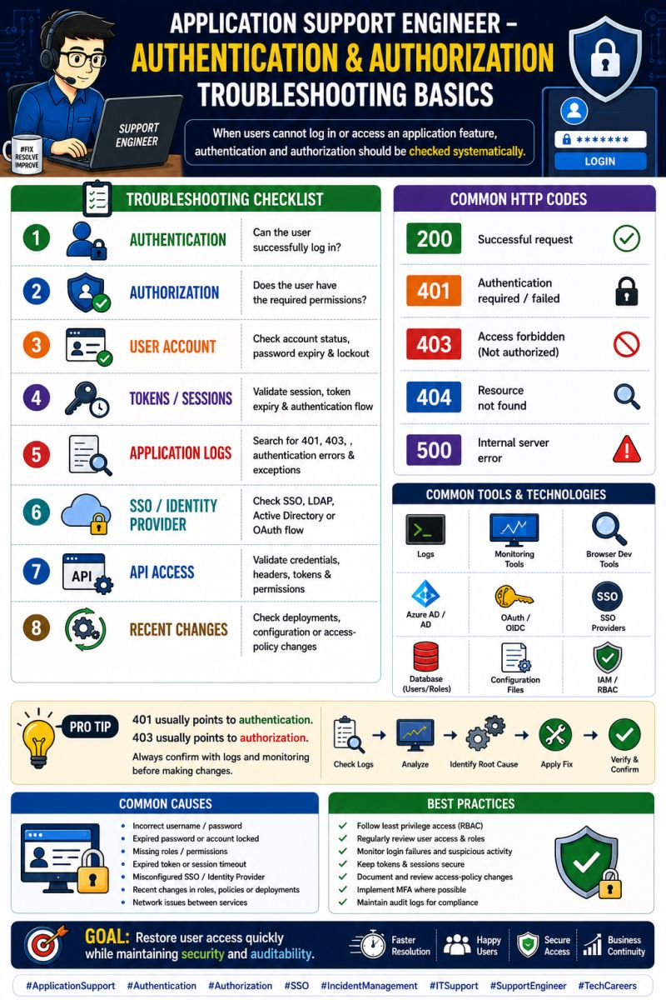 APPLICATION SUPPORT ENGINEER –
AUTHENTICATION & AUTHORIZATION
TROUBLESHOOTING BASICS
When users cannot log in or access an application feature,
authentication and authorization should be checked systematically.
SUPPORT
ENGINEER
#FIX
RESOLVE
IMPROVE
*******
LOGIN
TROUBLESHOOTING CHECKLIST
1
AUTHENTICATION
Can the user
successfully log in?
2
AUTHORIZATION
Does the user have
the required permissions?
3
USER ACCOUNT
Check account status,
password expiry & lockout
4
TOKENS / SESSIONS
Validate session, token
expiry & authentication flow
5
APPLICATION LOGS
Search for 401, 403, ,
authentication errors &
exceptions
6
SSO / IDENTITY
PROVIDER
Check SSO, LDAP,
Active Directory or
OAuth flow
7
API
API ACCESS
Validate credentials,
headers, tokens &
permissions
8
RECENT CHANGES
Check deployments,
configuration or access-
policy changes
COMMON HTTP CODES
200
Successful request
401
Authentication
required / failed
403
Access forbidden
(Not authorized)
404
Resource
not found
500
Internal server
error
COMMON TOOLS & TECHNOLOGIES
>_
Logs
Monitoring
Tools
Browser Dev
Tools
Azure AD /
AD
OAuth /
OIDC
SSO
SSO
Providers
Database
(Users/Roles)
Configuration
Files
IAM /
RBAC
PRO TIP
401 usually points to authentication.
403 usually points to authorization.
Always confirm with logs and monitoring
before making changes.
Check Logs
Analyze
Identify Root Cause
Apply Fix
Verify &
Confirm
COMMON CAUSES
• Incorrect username / password
• Expired password or account locked
• Missing roles / permissions
• Expired token or session timeout
• Misconfigured SSO / Identity Provider
• Recent changes in roles, policies or deployments
• Network issues between services
BEST PRACTICES
✓ Follow least privilege access (RBAC)
✓ Regularly review user access & roles
✓ Monitor login failures and suspicious activity
✓ Keep tokens & sessions secure
✓ Document and review access-policy changes
✓ Implement MFA where possible
✓ Maintain audit logs for compliance
GOAL: Restore user access quickly
while maintaining security and auditability.
Faster
Resolution
Happy
Users
Secure
Access
Business
Continuity
#ApplicationSupport #Authentication #Authorization #SSO #IncidentManagement #ITSupport #SupportEngineer #TechCareers